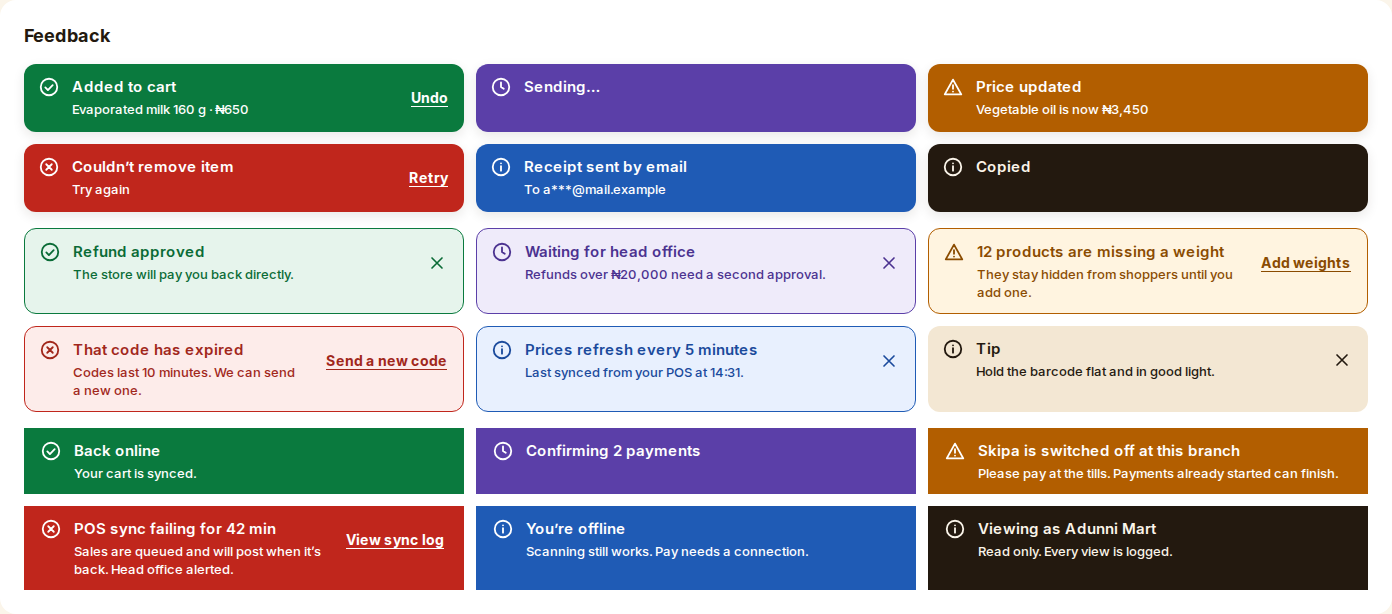 Feedback
Added to cart
Evaporated milk 160 g · ₦650
Undo
Sending…
Price updated
Vegetable oil is now ₦3,450
Couldn’t remove item
Try again
Retry
Receipt sent by email
To a***@mail.example
Copied
Refund approved
The store will pay you back directly.
Waiting for head office
Refunds over ₦20,000 need a second approval.
12 products are missing a weight
They stay hidden from shoppers until you
add one.
Add weights
That code has expired
Codes last 10 minutes. We can send
a new one.
Send a new code
Prices refresh every 5 minutes
Last synced from your POS at 14:31.
Tip
Hold the barcode flat and in good light.
Back online
Your cart is synced.
Confirming 2 payments
Skipa is switched off at this branch
Please pay at the tills. Payments already started can finish.
POS sync failing for 42 min
Sales are queued and will post when it’s
back. Head office alerted.
View sync log
You’re offline
Scanning still works. Pay needs a connection.
Viewing as Adunni Mart
Read only. Every view is logged.